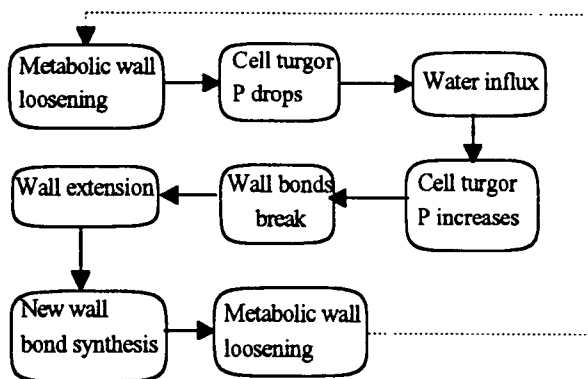 Metabolic wall
loosening
Cell turgor
P drops
Water influx
Cell turgor
P increases
Wall bonds
break
Wall extension
New wall
bond synthesis
Metabolic wall
loosening